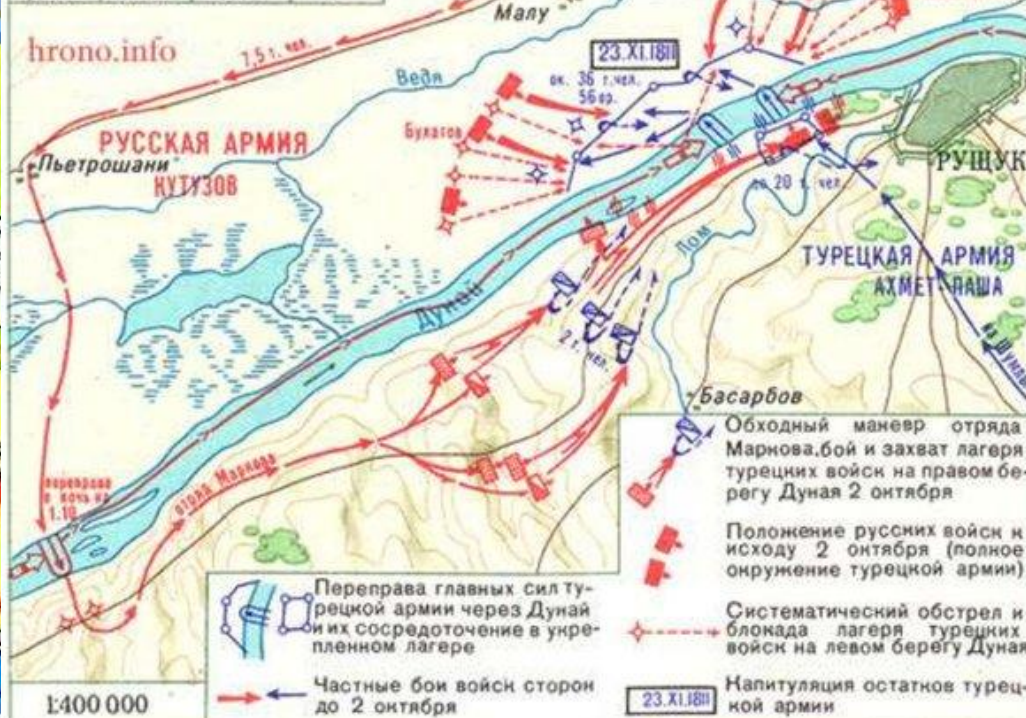 Малу
hrono.info
7,5 т. чел.
Ведя
23.XI.1811
ок. 36 т. чел.
56 ор.
Булатов
РУССКАЯ АРМИЯ
КУТУЗОВ
Пьетрошани
РУЩУК
до 20 т. чел.
Лом
ТУРЕЦКАЯ АРМИЯ
АХМЕТ-ПАША
из Шумлы
Дунай
2 т. чел.
Басарбов
переправа
в ночь на
1.10
отряд Маркова
Обходный маневр отряда
Маркова, бой и захват лагеря
турецких войск на правом бе-
регу Дуная 2 октября
Положение русских войск к
исходу 2 октября (полное
окружение турецкой армии)
Систематический обстрел и
блокада лагеря турецких
войск на левом берегу Дуная
23.XI.1811
Капитуляция остатков турец-
кой армии
Переправа главных сил ту-
рецкой армии через Дунай
и их сосредоточение в укре-
пленном лагере
Частные бои войск сторон
до 2 октября
1:400 000